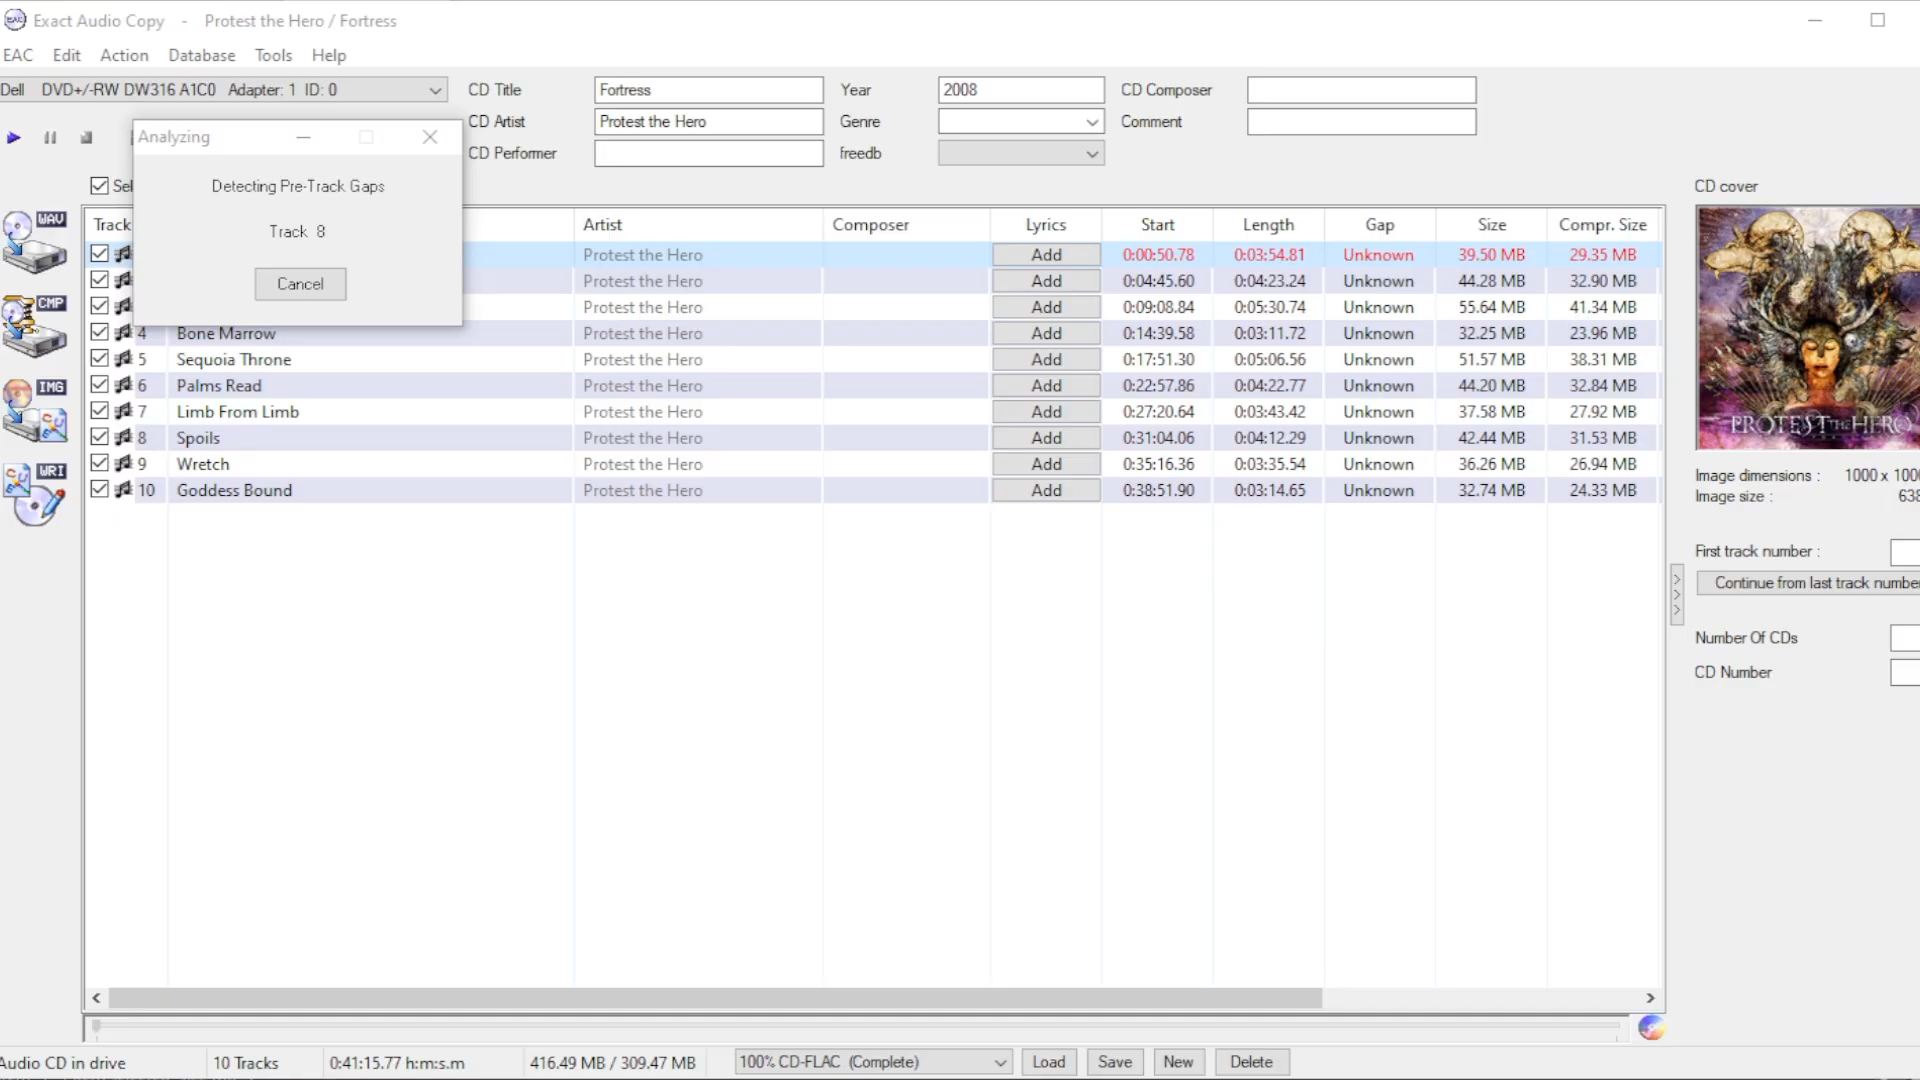 Exact Audio Copy - Protest the Hero / Fortress
EAC Edit Action Database Tools Help
Dell DVD+/-RW DW316 A1C0 Adapter: 1 ID: 0
CD Title Fortress Year 2008 CD Composer
CD Artist Protest the Hero Genre Comment
CD Performer freedb
Analyzing
Detecting Pre-Track Gaps
Track 8
Cancel
Sel
CD cover
WAV
CMP
IMG
WRI
Track Artist Composer Lyrics Start Length Gap Size Compr. Size
Protest the Hero Add 0:00:50.78 0:03:54.81 Unknown 39.50 MB 29.35 MB
Protest the Hero Add 0:04:45.60 0:04:23.24 Unknown 44.28 MB 32.90 MB
Protest the Hero Add 0:09:08.84 0:05:30.74 Unknown 55.64 MB 41.34 MB
4 Bone Marrow Protest the Hero Add 0:14:39.58 0:03:11.72 Unknown 32.25 MB 23.96 MB
5 Sequoia Throne Protest the Hero Add 0:17:51.30 0:05:06.56 Unknown 51.57 MB 38.31 MB
6 Palms Read Protest the Hero Add 0:22:57.86 0:04:22.77 Unknown 44.20 MB 32.84 MB
7 Limb From Limb Protest the Hero Add 0:27:20.64 0:03:43.42 Unknown 37.58 MB 27.92 MB
8 Spoils Protest the Hero Add 0:31:04.06 0:04:12.29 Unknown 42.44 MB 31.53 MB
9 Wretch Protest the Hero Add 0:35:16.36 0:03:35.54 Unknown 36.26 MB 26.94 MB
10 Goddess Bound Protest the Hero Add 0:38:51.90 0:03:14.65 Unknown 32.74 MB 24.33 MB
PROTEST THE HERO
Image dimensions : 1000 x 100
Image size : 638
First track number :
Continue from last track number
Number Of CDs
CD Number
Audio CD in drive 10 Tracks 0:41:15.77 h:m:s.m 416.49 MB / 309.47 MB 100% CD-FLAC (Complete) Load Save New Delete